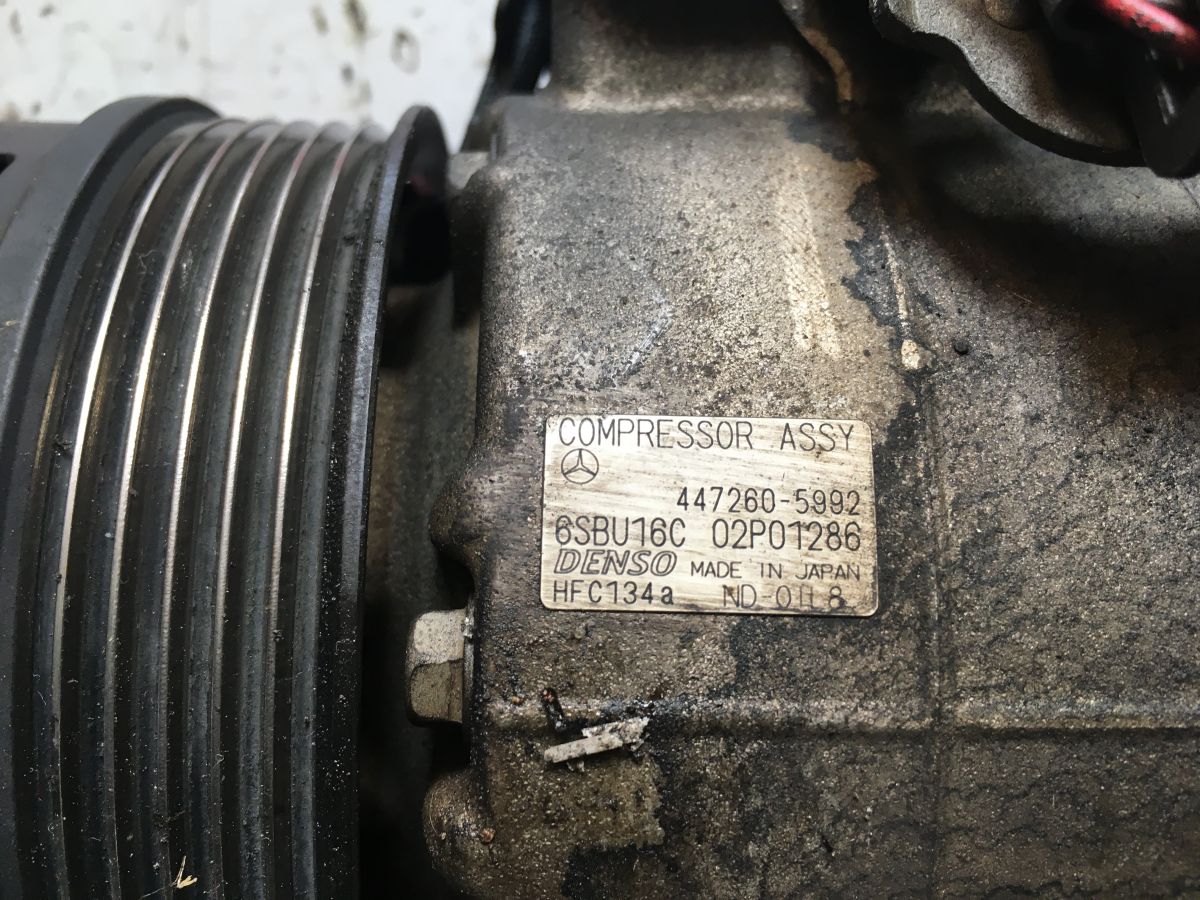 COMPRESSOR ASSY
447260-5992
6SBU16C 02P01286
DENSO MADE IN JAPAN
HFC134a ND-OIL8